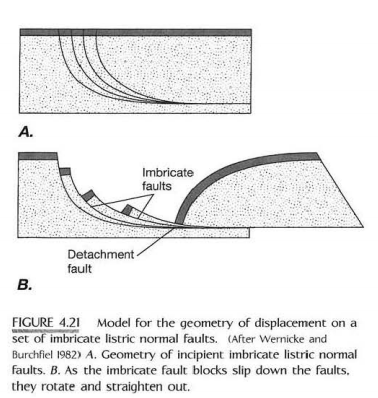 A.
Imbricate
faults
Detachment
fault
B.
FIGURE 4.21 Model for the geometry of displacement on a
set of imbricate listric normal faults. (After Wernicke and
Burchfiel 1982) A. Geometry of incipient imbricate listric normal
faults. B. As the imbricate fault blocks slip down the faults,
they rotate and straighten out.